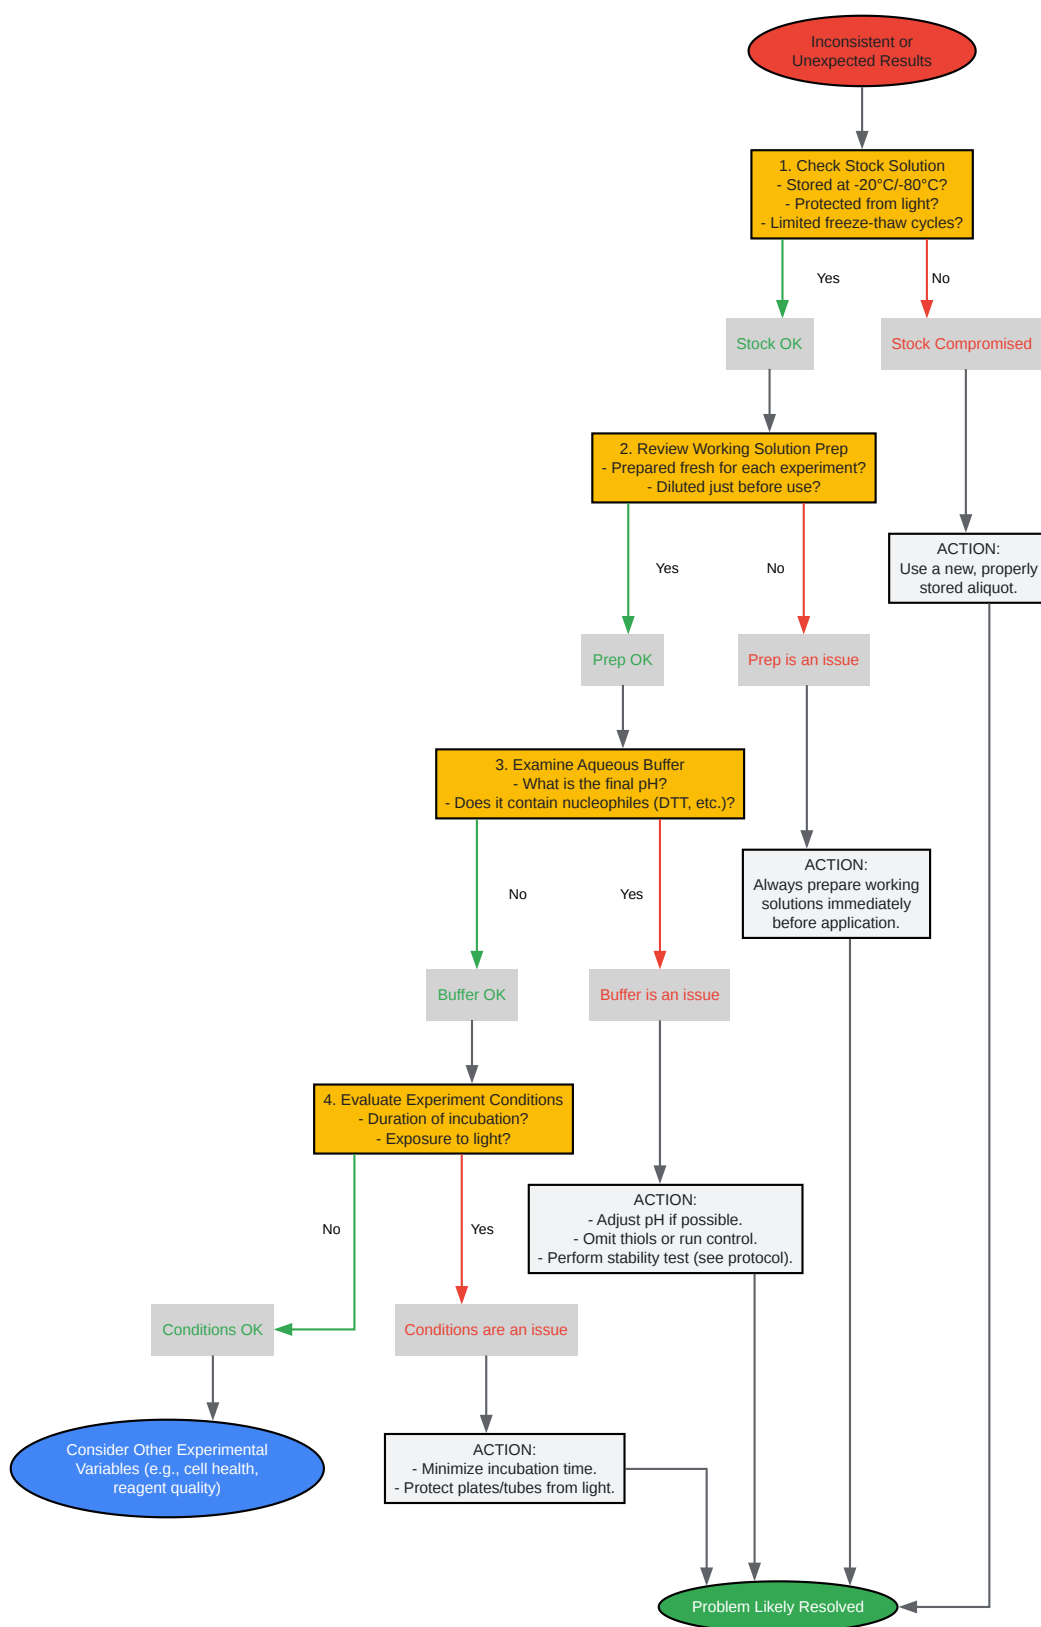 Inconsistent or
Unexpected Results
1. Check Stock Solution
- Stored at -20°C/-80°C?
- Protected from light?
- Limited freeze-thaw cycles?
Yes
No
Stock OK
Stock Compromised
2. Review Working Solution Prep
- Prepared fresh for each experiment?
- Diluted just before use?
ACTION:
Use a new, properly
stored aliquot.
Yes
No
Prep OK
Prep is an issue
3. Examine Aqueous Buffer
- What is the final pH?
- Does it contain nucleophiles (DTT, etc.)?
ACTION:
Always prepare working
solutions immediately
before application.
No
Yes
Buffer OK
Buffer is an issue
4. Evaluate Experiment Conditions
- Duration of incubation?
- Exposure to light?
ACTION:
- Adjust pH if possible.
- Omit thiols or run control.
- Perform stability test (see protocol).
No
Yes
Conditions OK
Conditions are an issue
Consider Other Experimental
Variables (e.g., cell health,
reagent quality)
ACTION:
- Minimize incubation time.
- Protect plates/tubes from light.
Problem Likely Resolved